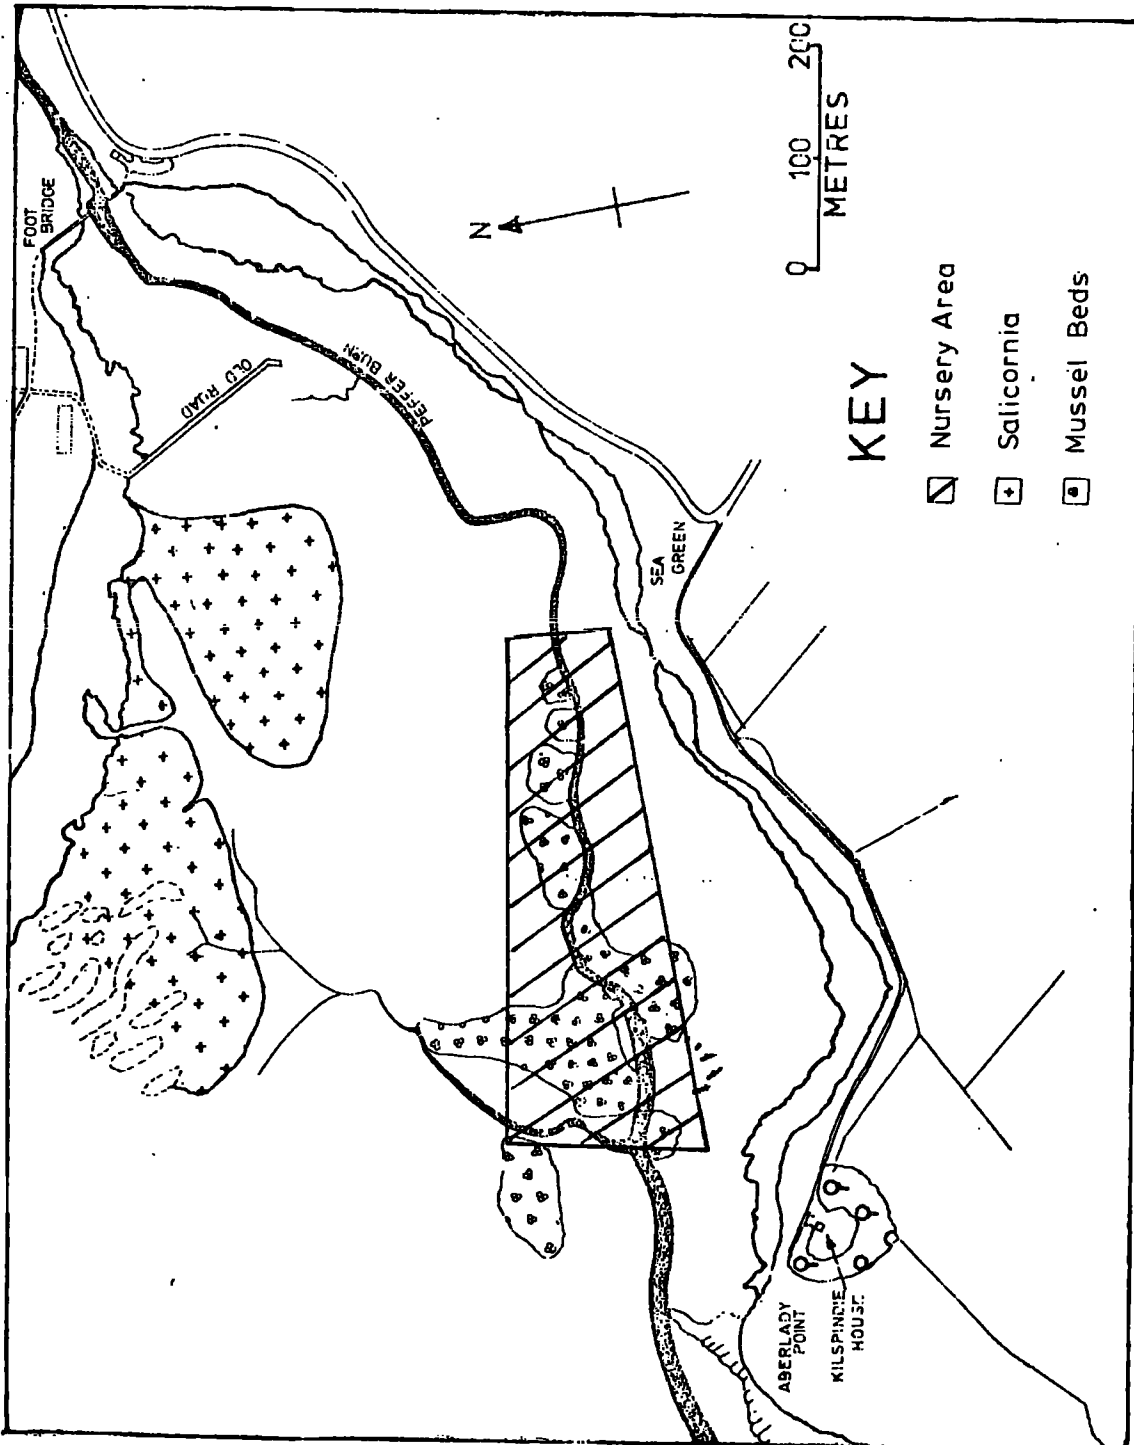 FOOT
BRIDGE
OLD ROAD
PEFFER BURN
N
SEA
GREEN
ABERLADY
POINT
KILSPINDIE
HOUSE
0 100 200
METRES
KEY
Nursery Area
Salicornia
Mussel Beds